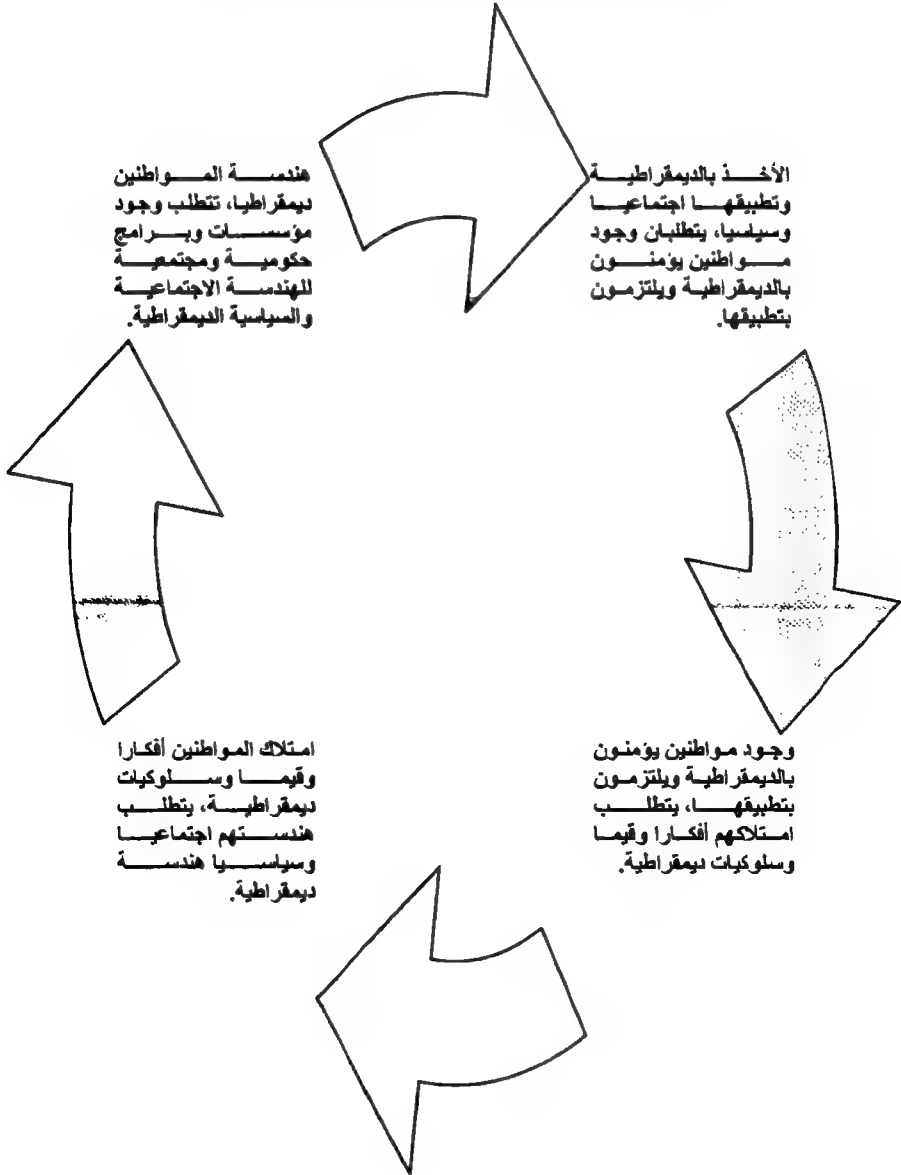 الأخذ بالديمقراطية
وتطبيقها اجتماعيا
وسياسيا، يتطلبان وجود
مواطنين يؤمنون
بالديمقراطية ويلتزمون
بتطبيقها.
وجود مواطنين يؤمنون
بالديمقراطية ويلتزمون
بتطبيقها، يتطلب
امتلاكهم أفكارا وقيما
وسلوكيات ديمقراطية.
امتلاك المواطنين أفكارا
وقيما وسلوكيات
ديمقراطية، يتطلب
هندستهم اجتماعيا
وسياسيا هندسة
ديمقراطية.
هندسة المواطنين
ديمقراطيا، تتطلب وجود
مؤسسات وبرامج
حكومية ومجتمعية
للهندسة الاجتماعية
والسياسية الديمقراطية.